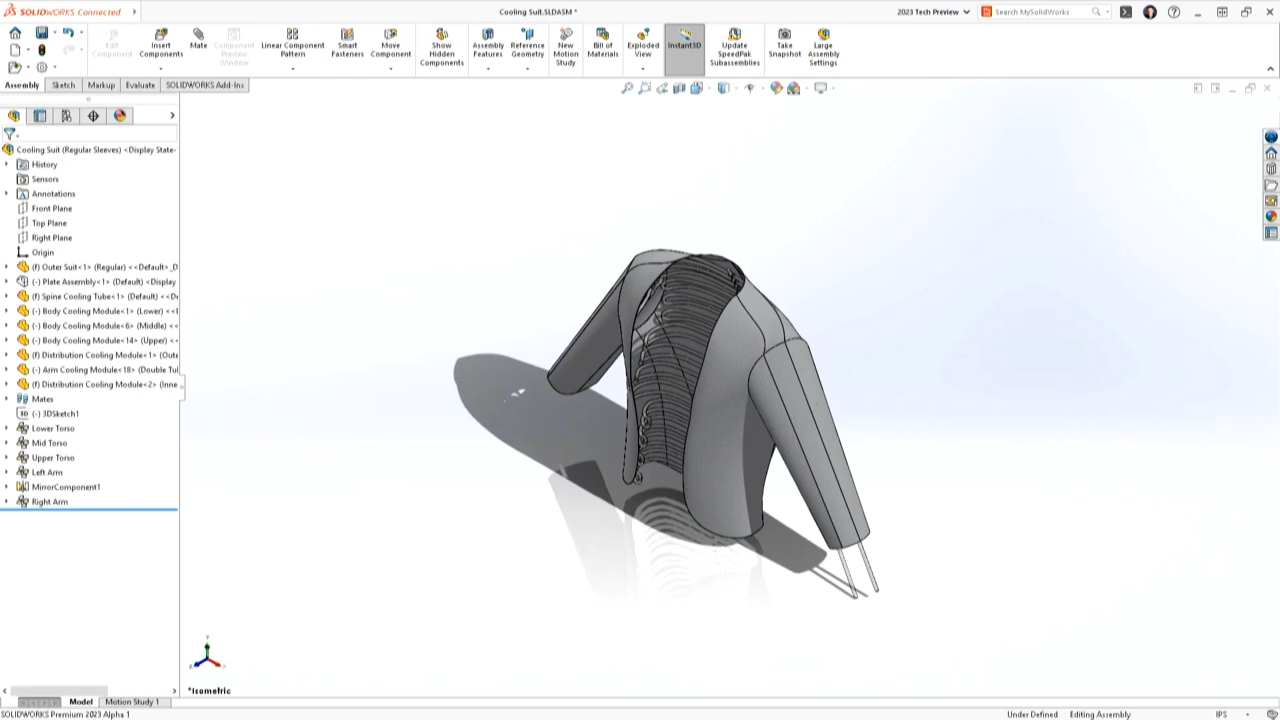 SOLIDWORKS Connected
Cooling Suit.SLDASM *
2023 Tech Preview
Search MySolidWorks
Edit Component
Insert Components
Mate
Component Preview Window
Linear Component Pattern
Smart Fasteners
Move Component
Show Hidden Components
Assembly Features
Reference Geometry
New Motion Study
Bill of Materials
Exploded View
Instant3D
Update SpeedPak Subassemblies
Take Snapshot
Large Assembly Settings
Assembly
Sketch
Markup
Evaluate
SOLIDWORKS Add-Ins
Cooling Suit (Regular Sleeves) <Display State-
History
Sensors
Annotations
Front Plane
Top Plane
Right Plane
Origin
(f) Outer Suit<1> (Regular) <<Default>_D
(-) Plate Assembly<1> (Default) <Display
(f) Spine Cooling Tube<1> (Default) <<De
(-) Body Cooling Module<1> (Lower) <<I
(-) Body Cooling Module<6> (Middle) <<
(-) Body Cooling Module<14> (Upper) <<
(f) Distribution Cooling Module<1> (Oute
(-) Arm Cooling Module<18> (Double Tul
(f) Distribution Cooling Module<2> (Inne
Mates
3D (-) 3DSketch1
Lower Torso
Mid Torso
Upper Torso
Left Arm
MirrorComponent1
Right Arm
*Isometric
Model
Motion Study 1
SOLIDWORKS Premium 2023 Alpha 1
Under Defined
Editing Assembly
IPS